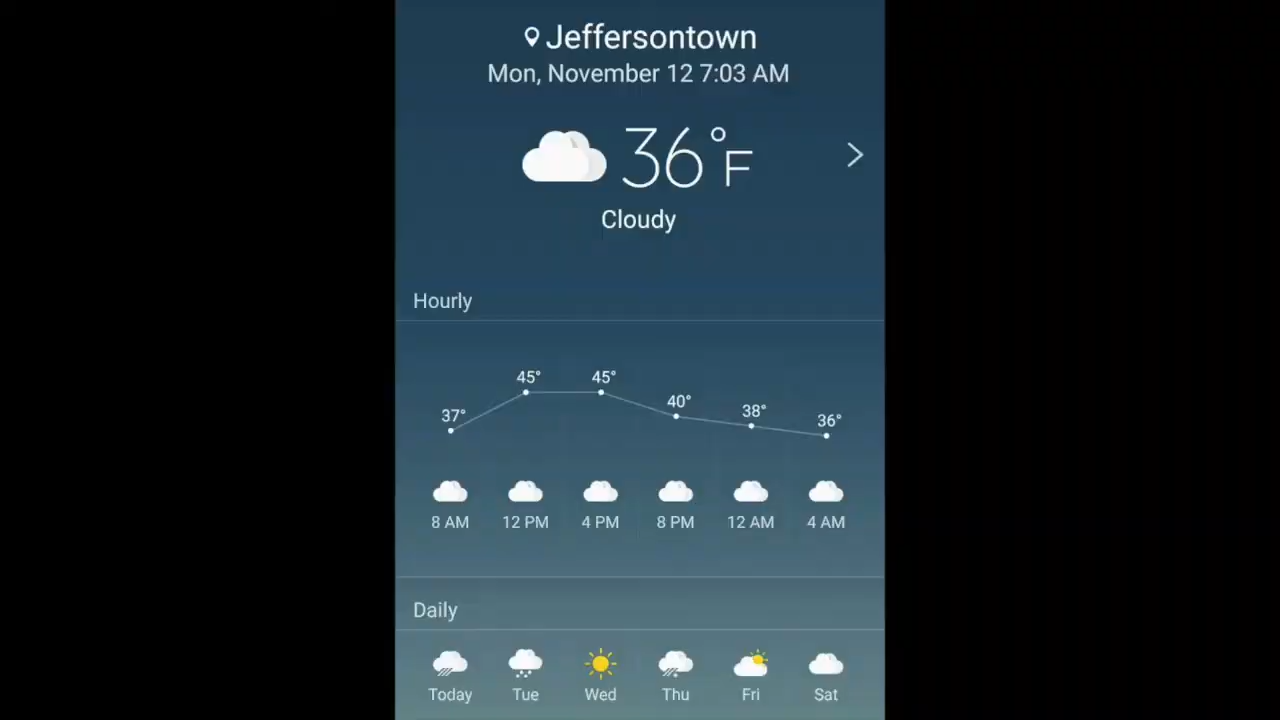 Jeffersontown
Mon, November 12 7:03 AM
36°F
Cloudy
Hourly
37° 45° 45° 40° 38° 36°
8 AM 12 PM 4 PM 8 PM 12 AM 4 AM
Daily
Today Tue Wed Thu Fri Sat